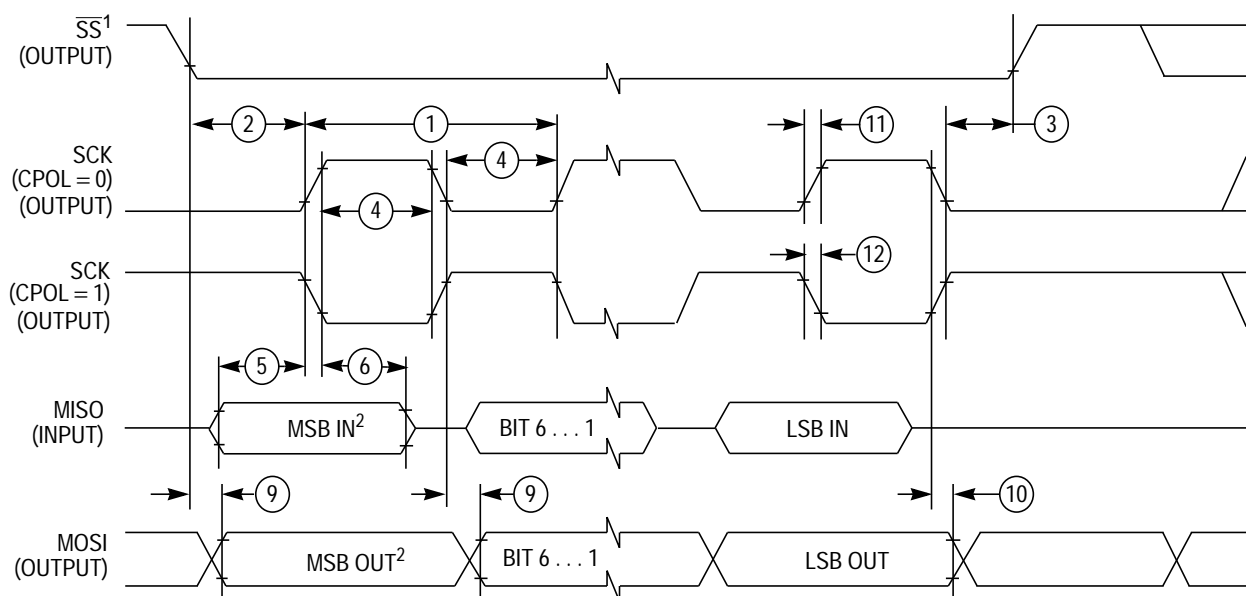 SS¹
(OUTPUT)
2
1
11
3
SCK
(CPOL = 0)
(OUTPUT)
4
4
SCK
(CPOL = 1)
(OUTPUT)
12
5
6
MISO
(INPUT)
MSB IN²
BIT 6 . . . 1
LSB IN
9
9
10
MOSI
(OUTPUT)
MSB OUT²
BIT 6 . . . 1
LSB OUT